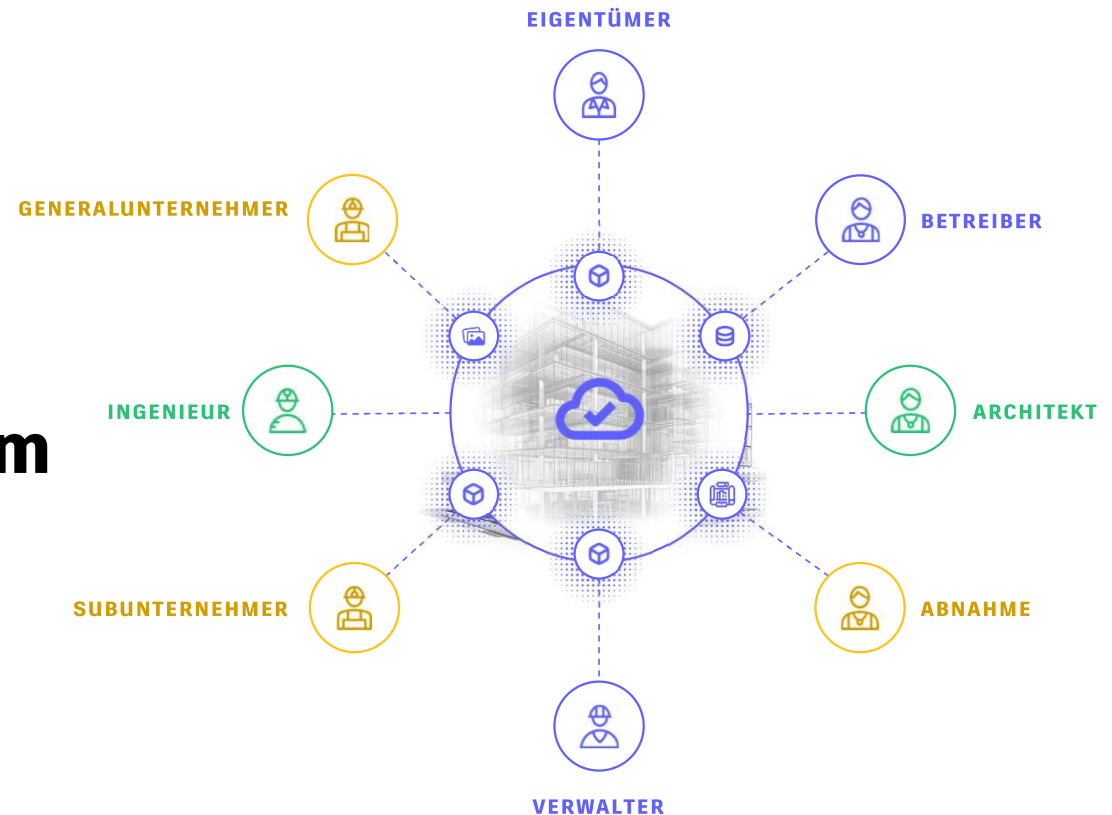 EIGENTÜMER
GENERALUNTERNEHMER
BETREIBER
INGENIEUR
ARCHITEKT
m
SUBUNTERNEHMER
ABNAHME
VERWALTER